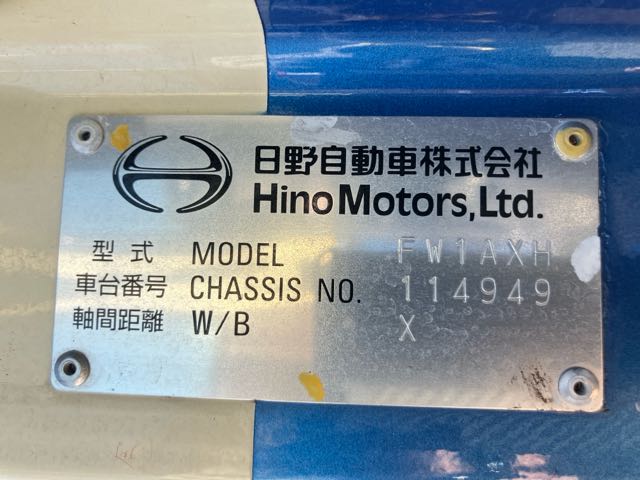 日野自動車株式会社
Hino Motors, Ltd.
型式 MODEL FW1AXH
車台番号 CHASSIS NO. 114949
軸間距離 W/B X